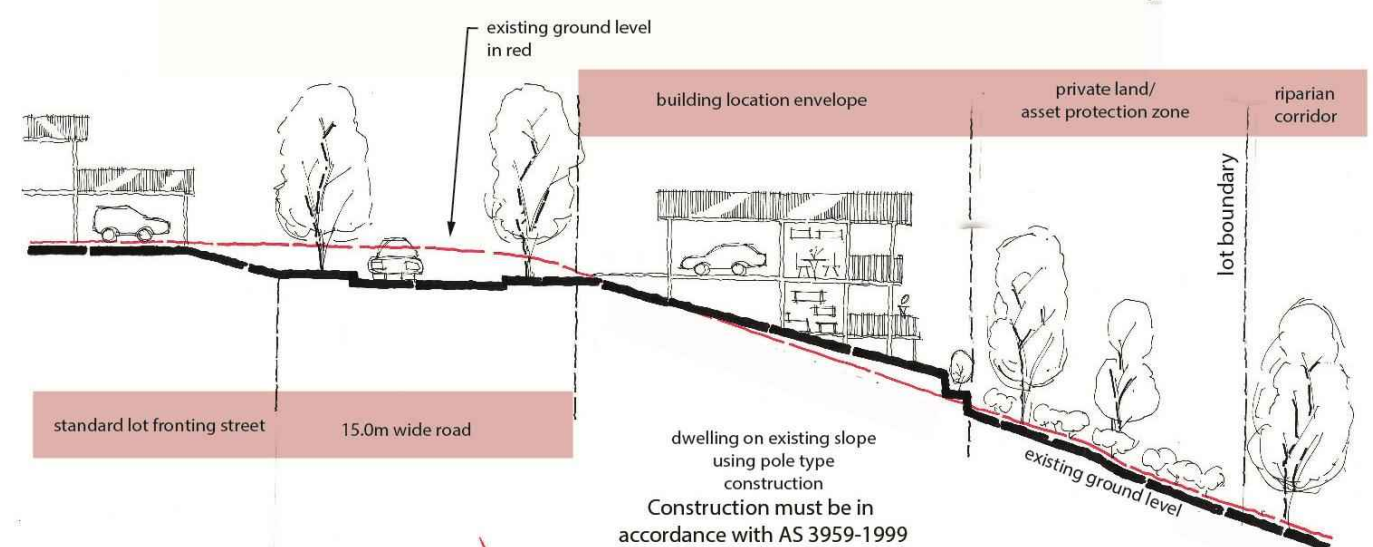 existing ground level
in red
building location envelope
private land/
asset protection zone
riparian
corridor
lot boundary
standard lot fronting street
15.0m wide road
dwelling on existing slope
using pole type
construction
Construction must be in
accordance with AS 3959-1999
existing ground level